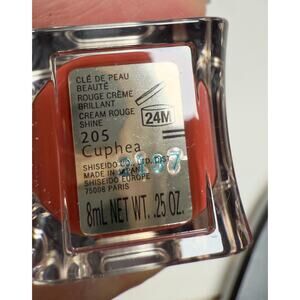 CLÉ DE PEAU
BEAUTÉ
ROUGE CRÈME
BRILLANT
CREAM ROUGE
SHINE
24M
205
Cuphea
SHISEIDO CO., LTD. DIST.
MADE IN JAPAN
SHISEIDO EUROPE
75008 PARIS
8mL NET WT. .25 OZ.